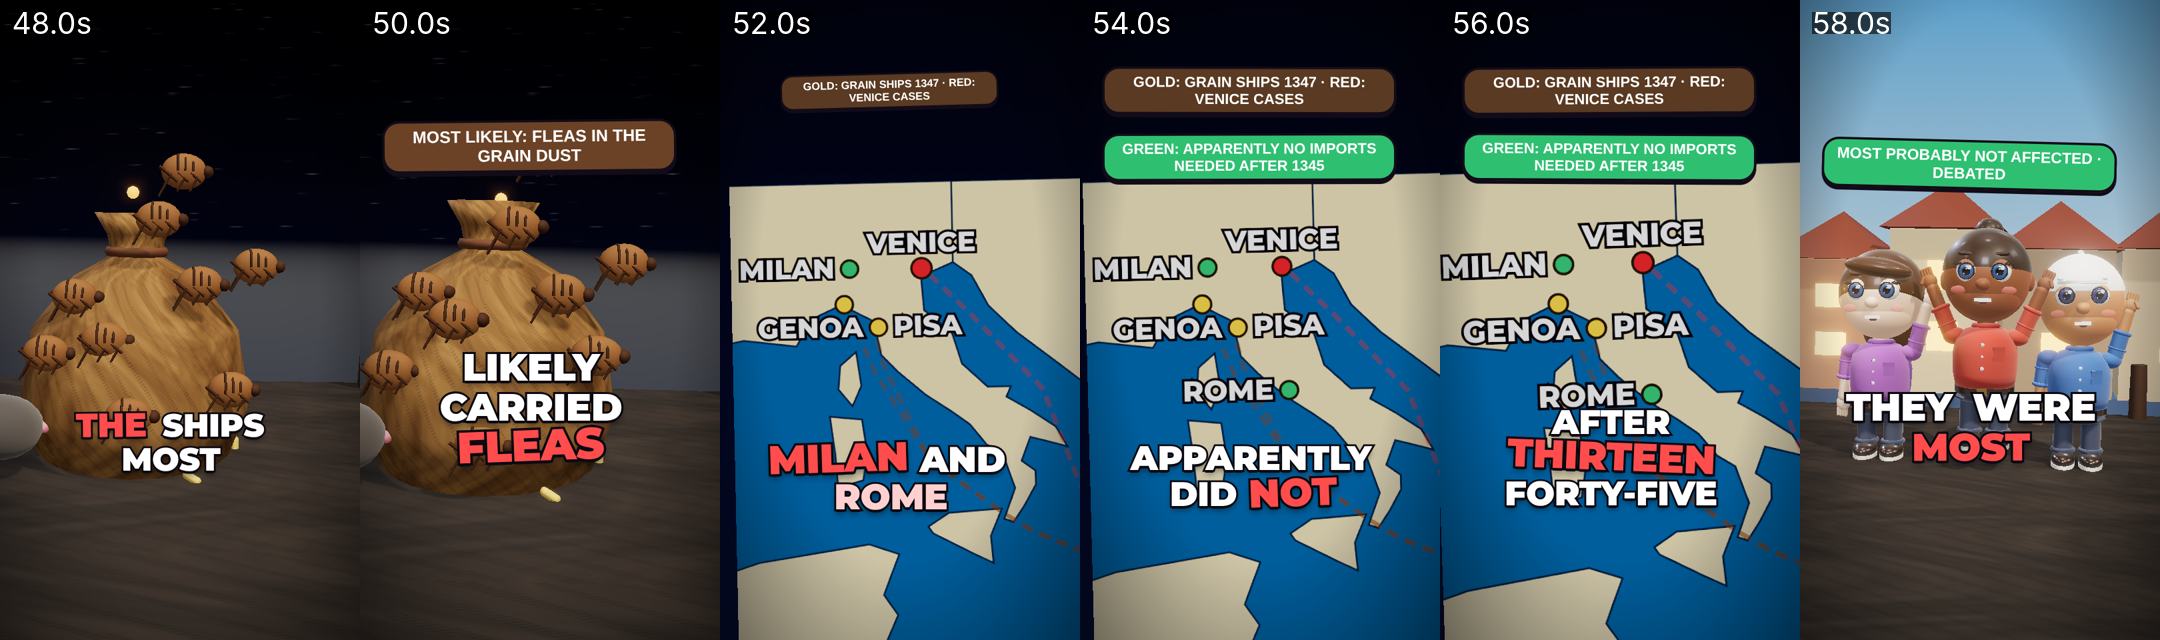 48.0s
THE SHIPS
MOST
50.0s
MOST LIKELY: FLEAS IN THE
GRAIN DUST
LIKELY
CARRIED
FLEAS
52.0s
GOLD: GRAIN SHIPS 1347 · RED:
VENICE CASES
VENICE
MILAN
GENOA
PISA
MILAN AND
ROME
54.0s
GOLD: GRAIN SHIPS 1347 · RED:
VENICE CASES
GREEN: APPARENTLY NO IMPORTS
NEEDED AFTER 1345
VENICE
MILAN
GENOA
PISA
ROME
APPARENTLY
DID NOT
56.0s
GOLD: GRAIN SHIPS 1347 · RED:
VENICE CASES
GREEN: APPARENTLY NO IMPORTS
NEEDED AFTER 1345
VENICE
MILAN
GENOA
PISA
ROME
AFTER
THIRTEEN
FORTY-FIVE
58.0s
MOST PROBABLY NOT AFFECTED ·
DEBATED
THEY WERE
MOST